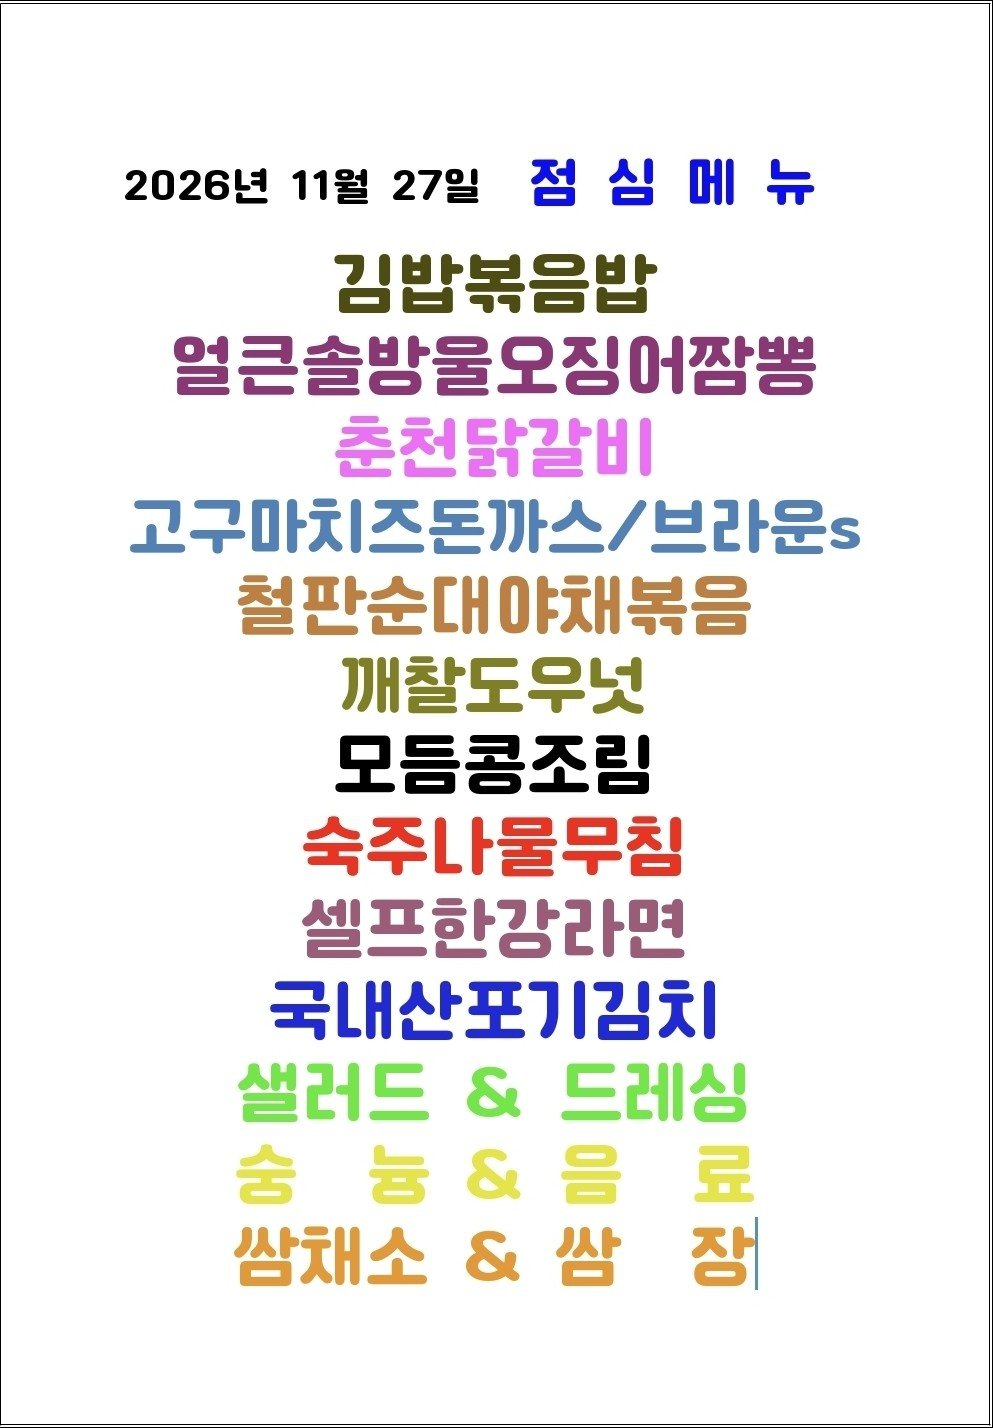 2026년 11월 27일 점 심 메 뉴
김밥볶음밥
얼큰솔방울오징어짬뽕
춘천닭갈비
고구마치즈돈까스/브라운s
철판순대야채볶음
깨찰도우넛
모듬콩조림
숙주나물무침
셀프한강라면
국내산포기김치
샐러드 & 드레싱
숭 늉 & 음 료
쌈채소 & 쌈 장